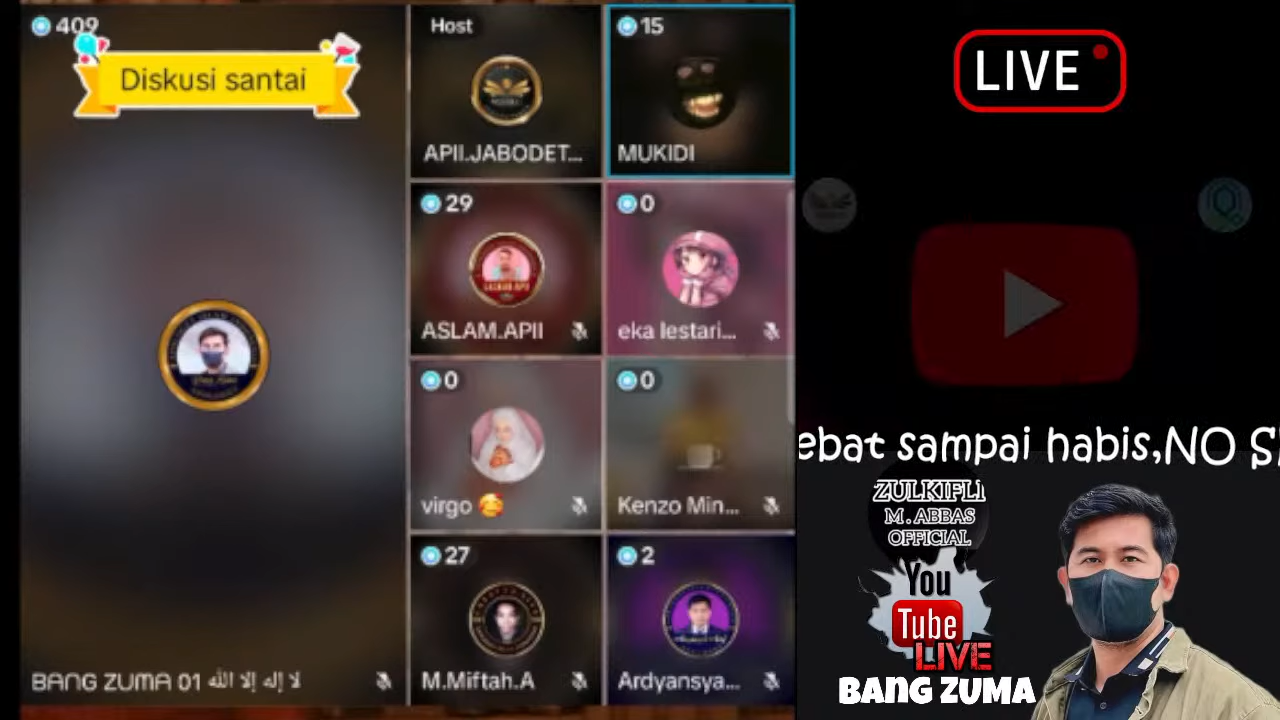 409
Diskusi santai
BANG ZUMA 01 لا إله إلا الله
Host
APII.JABODET...
15
MUKIDI
29
ASLAM.APII
0
eka lestari...
0
virgo 🥰
0
Kenzo Min...
27
M.Miftah.A
2
Ardyansya...
LIVE
ebat sampai habis,NO S
ZULKIFLI
M.ABBAS
OFFICIAL
You
Tube
LIVE
BANG ZUMA